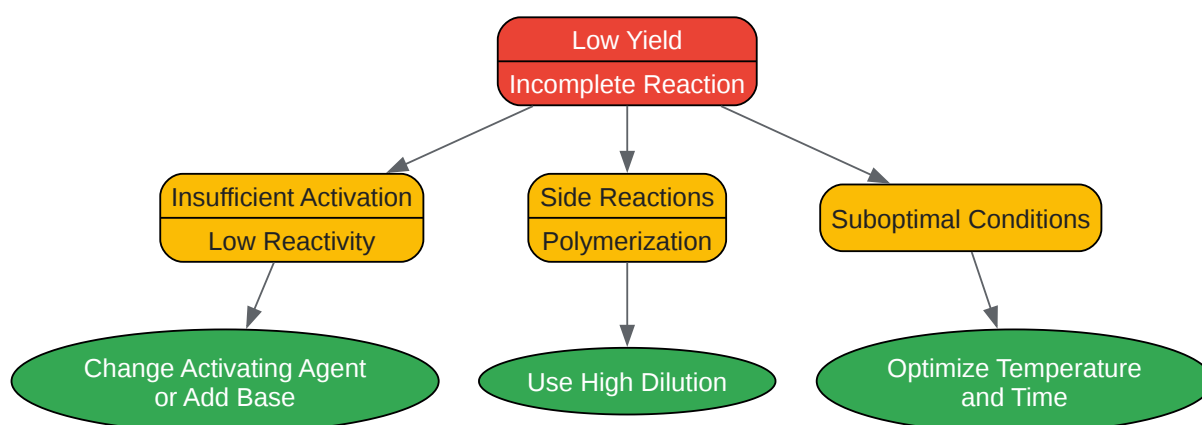 Low Yield
Incomplete Reaction
Insufficient Activation
Low Reactivity
Side Reactions
Polymerization
Suboptimal Conditions
Change Activating Agent
or Add Base
Use High Dilution
Optimize Temperature
and Time